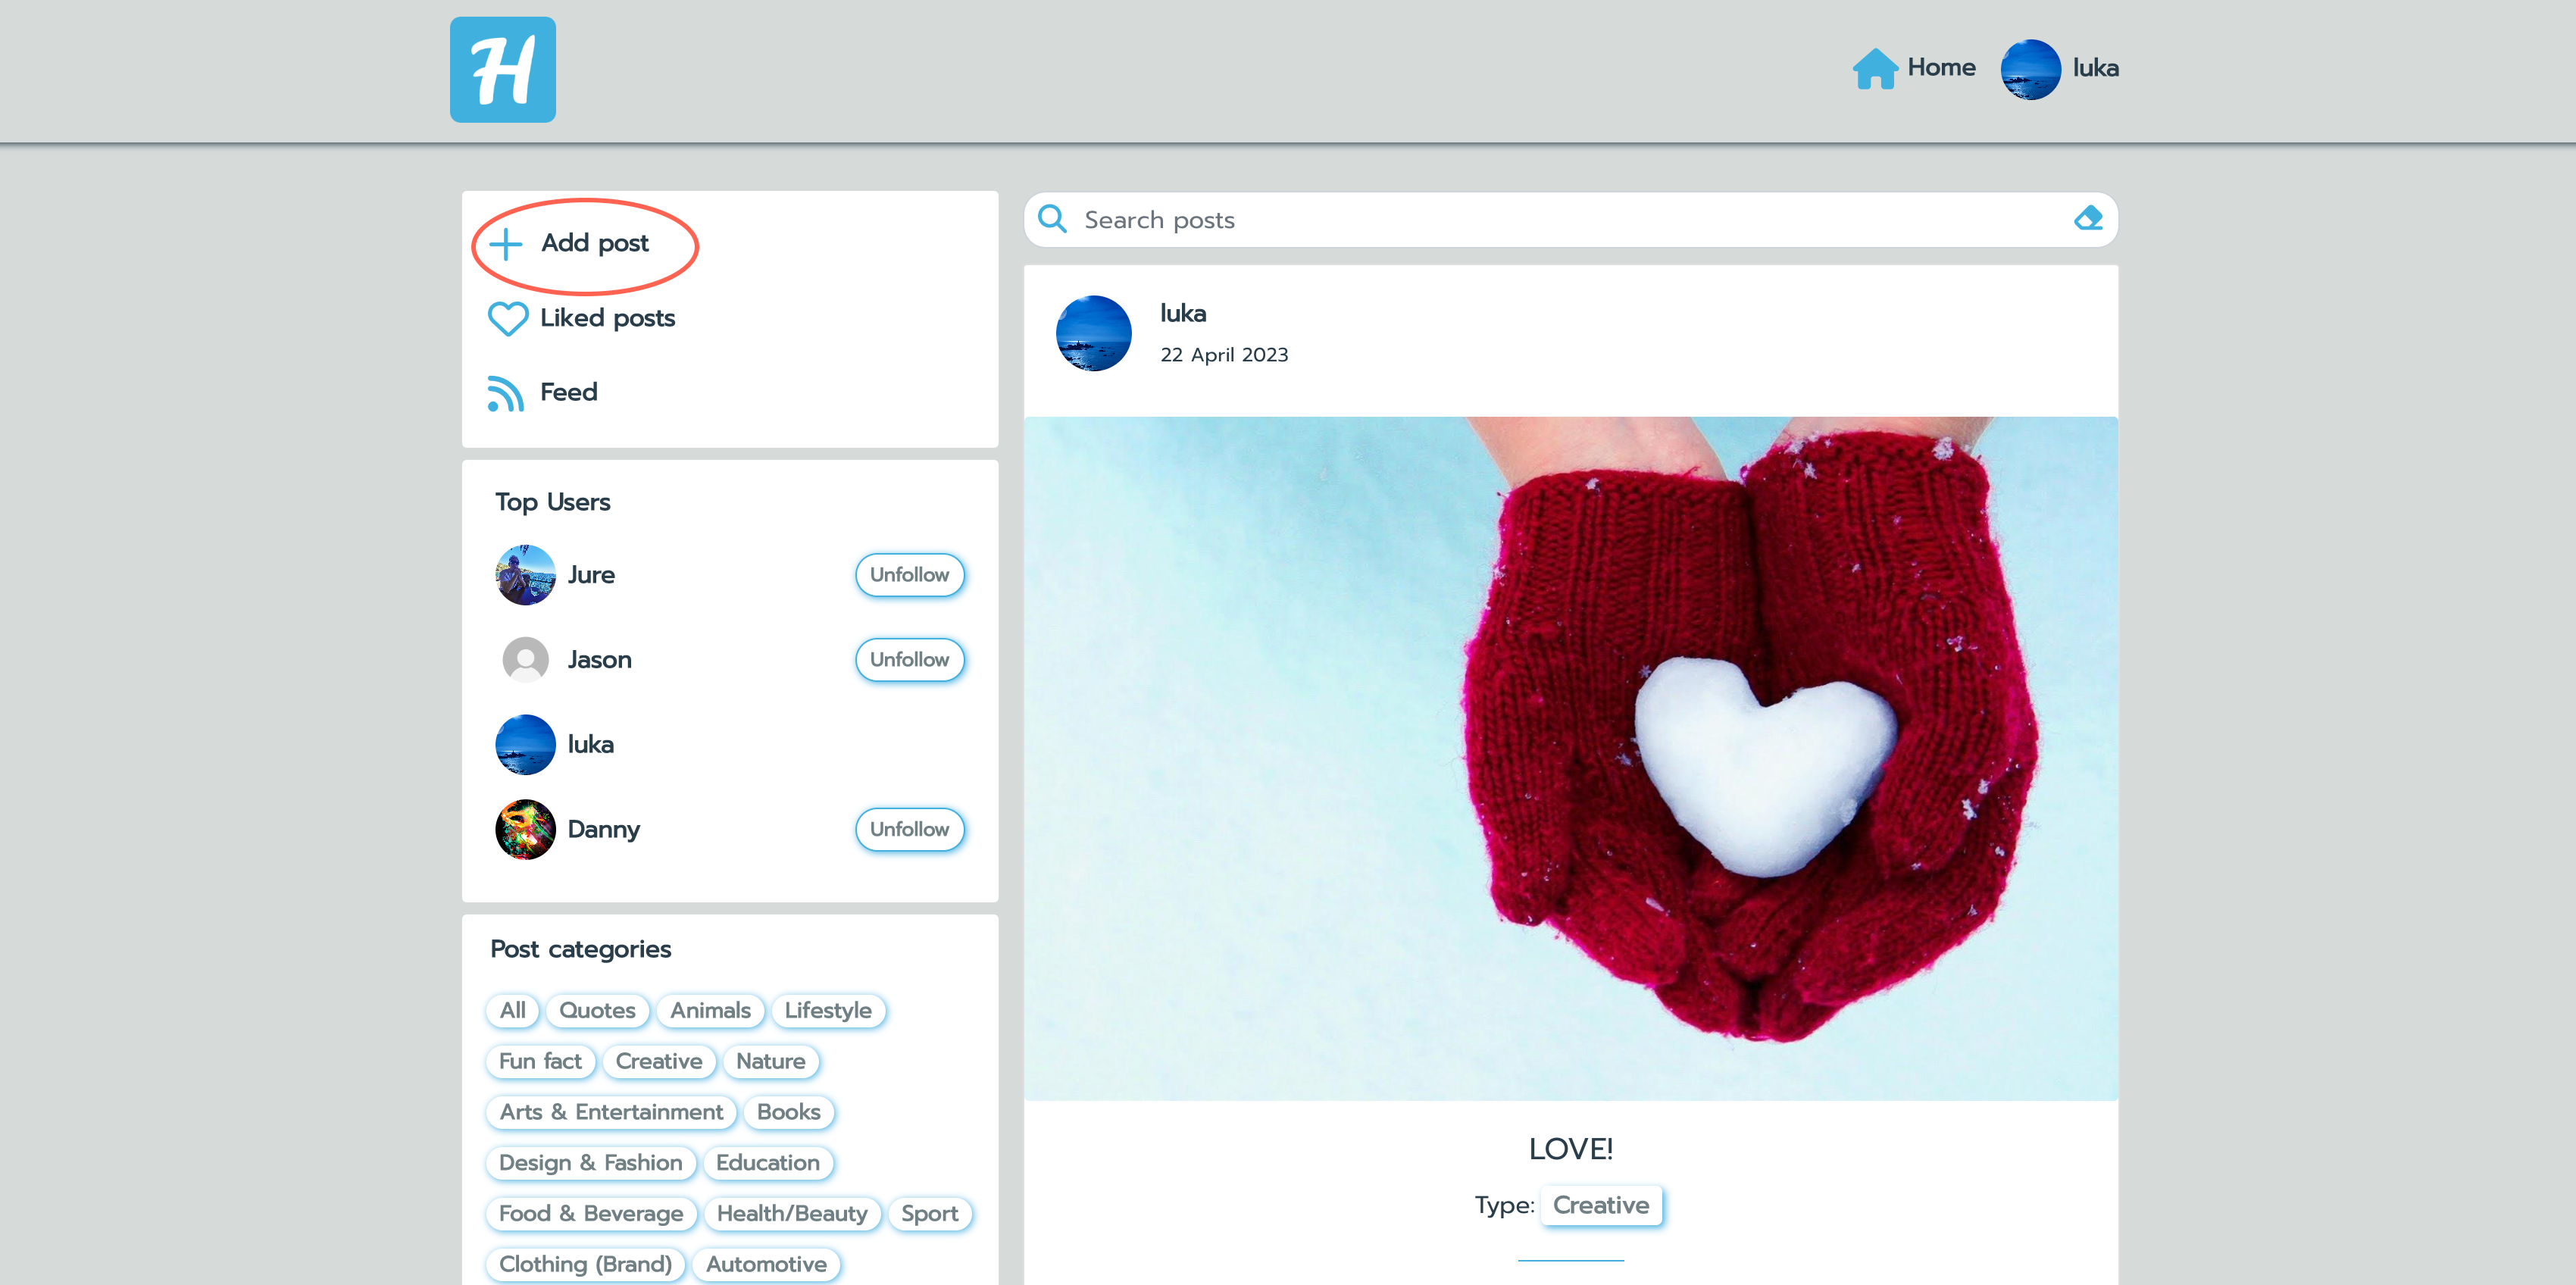 H
Home
luka
Add post
Liked posts
Feed
Top Users
Jure
Unfollow
Jason
Unfollow
luka
Danny
Unfollow
Post categories
All
Quotes
Animals
Lifestyle
Fun fact
Creative
Nature
Arts & Entertainment
Books
Design & Fashion
Education
Food & Beverage
Health/Beauty
Sport
Clothing (Brand)
Automotive
Search posts
luka
22 April 2023
LOVE!
Type: Creative